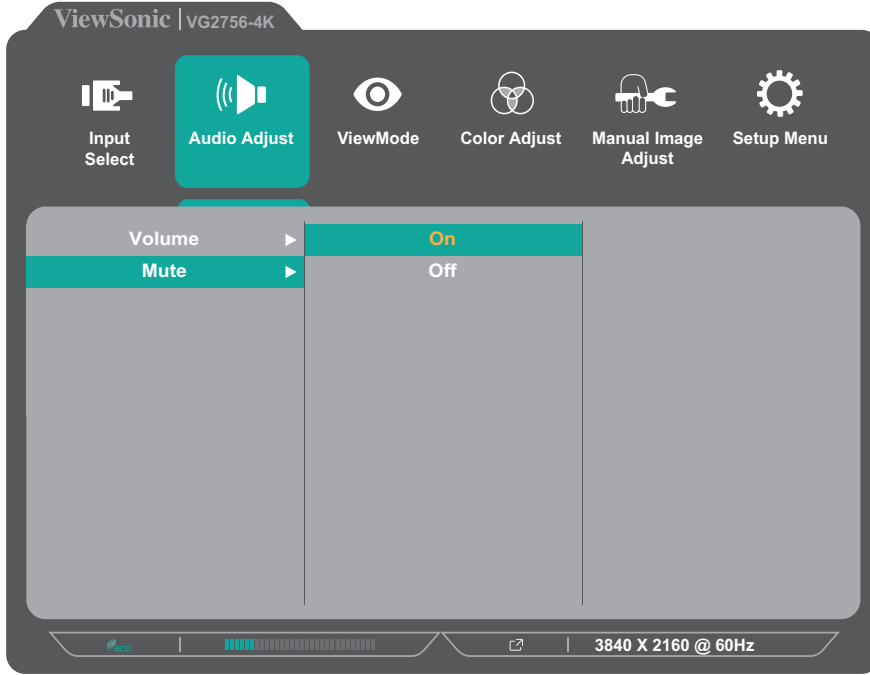 ViewSonic | VG2756-4K
Input
Select
Audio Adjust
ViewMode
Color Adjust
Manual Image
Adjust
Setup Menu
Volume
On
Mute
Off
eco
3840 X 2160 @ 60Hz